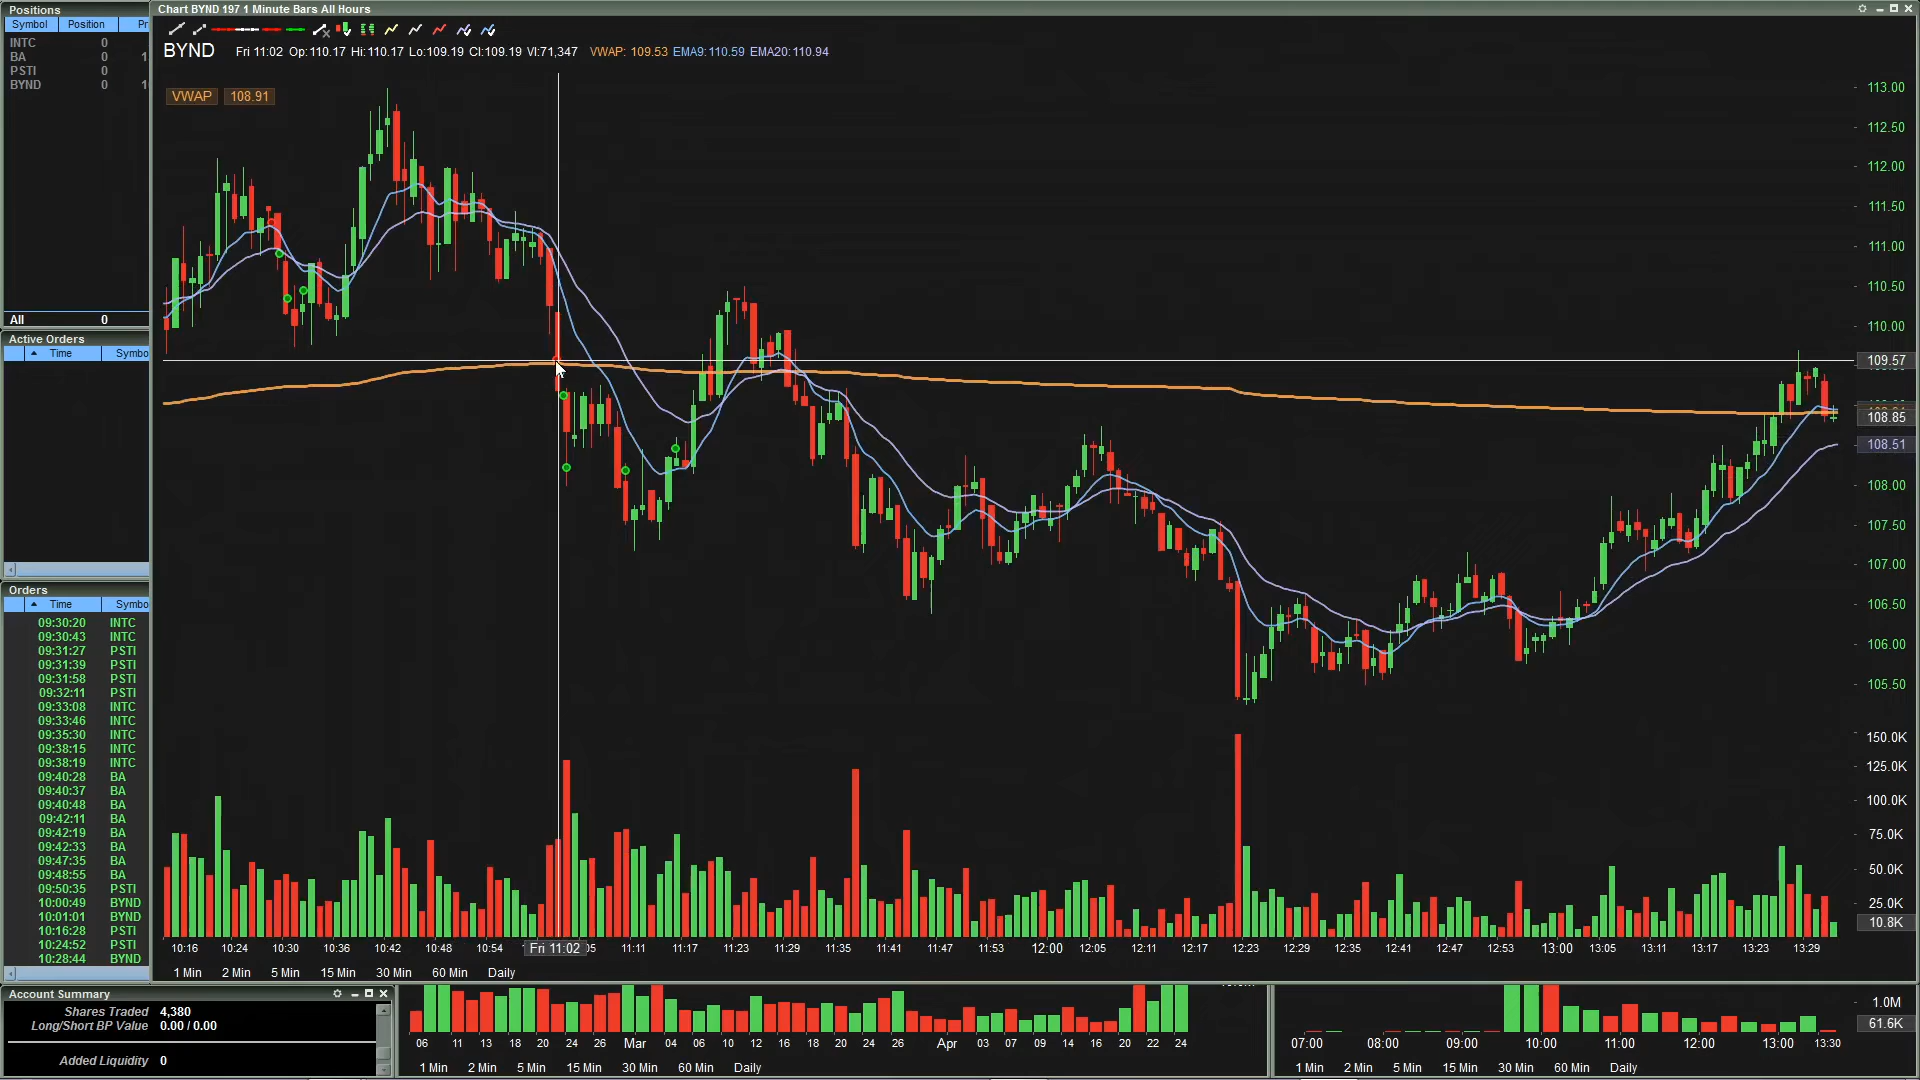 Positions
Symbol Position Pr
INTC 0
BA 0 1
PSTI 0
BYND 0 1
All 0
Active Orders
Time Symbo
Orders
Time Symbo
09:30:20 INTC
09:30:43 INTC
09:31:27 PSTI
09:31:39 PSTI
09:31:58 PSTI
09:32:11 PSTI
09:33:08 INTC
09:33:46 INTC
09:35:30 INTC
09:38:15 INTC
09:38:19 INTC
09:40:28 BA
09:40:37 BA
09:40:48 BA
09:42:11 BA
09:42:19 BA
09:42:33 BA
09:47:35 BA
09:48:55 BA
09:50:35 PSTI
10:00:49 BYND
10:01:01 BYND
10:16:28 PSTI
10:24:52 PSTI
10:28:44 BYND
Chart BYND 197 1 Minute Bars All Hours
BYND Fri 11:02 Op:110.17 Hi:110.17 Lo:109.19 Cl:109.19 Vl:71,347 VWAP: 109.53 EMA9:110.59 EMA20:110.94
VWAP 108.91
113.00
112.50
112.00
111.50
111.00
110.50
110.00
109.57
108.85
108.51
108.00
107.50
107.00
106.50
106.00
105.50
150.0K
125.0K
100.0K
75.0K
50.0K
25.0K
10.8K
10:16 10:24 10:30 10:36 10:42 10:48 10:54 Fri 11:02 05 11:11 11:17 11:23 11:29 11:35 11:41 11:47 11:53 12:00 12:05 12:11 12:17 12:23 12:29 12:35 12:41 12:47 12:53 13:00 13:05 13:11 13:17 13:23 13:29
1 Min 2 Min 5 Min 15 Min 30 Min 60 Min Daily
Account Summary
Shares Traded 4,380
Long/Short BP Value 0.00 / 0.00
Added Liquidity 0
06 11 13 18 20 24 26 Mar 04 06 10 12 16 18 20 24 26 Apr 03 07 09 14 16 20 22 24
1 Min 2 Min 5 Min 15 Min 30 Min 60 Min Daily
1.0M
61.6K
07:00 08:00 09:00 10:00 11:00 12:00 13:00 13:30
1 Min 2 Min 5 Min 15 Min 30 Min 60 Min Daily